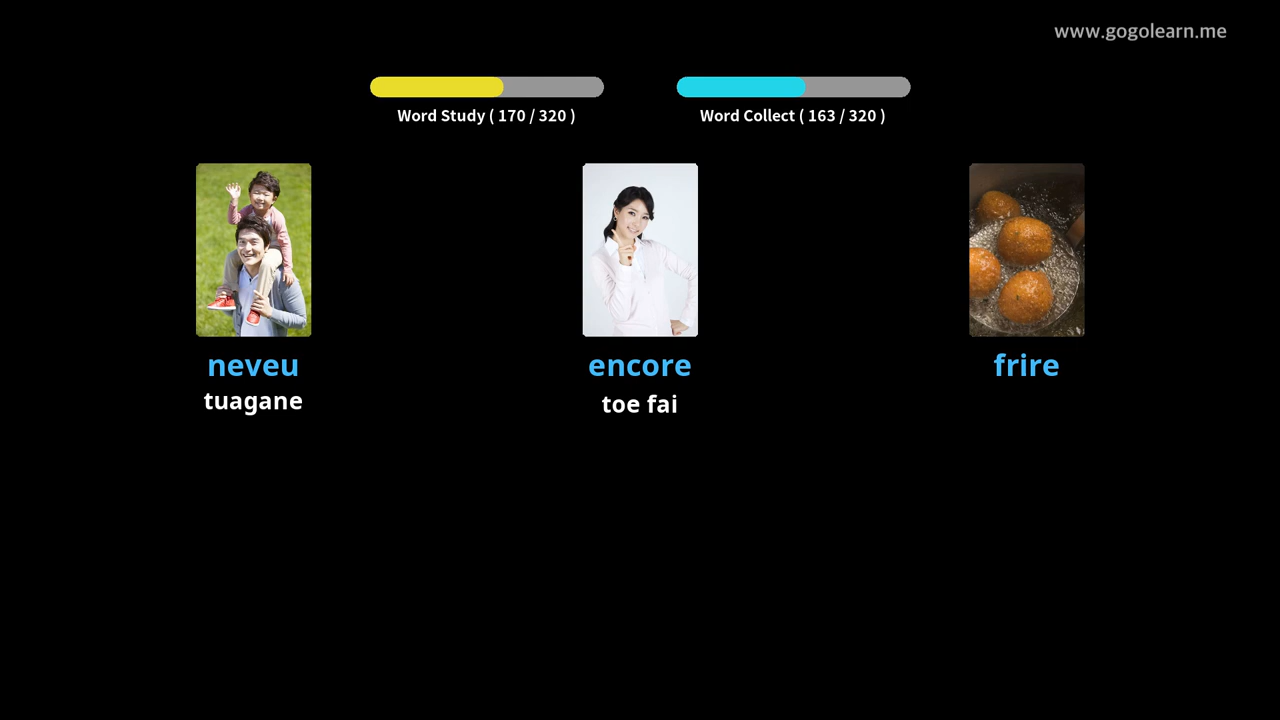 www.gogolearn.me
Word Study ( 170 / 320 )
Word Collect ( 163 / 320 )
neveu
tuagane
encore
toe fai
frire